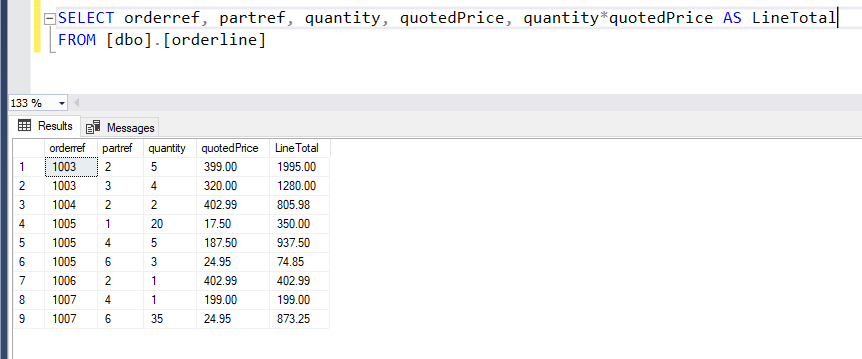 SELECT orderref, partref, quantity, quotedPrice, quantity*quotedPrice AS LineTotal
FROM [dbo].[orderline]
133 %
Results Messages
orderref partref quantity quotedPrice LineTotal
1 1003 2 5 399.00 1995.00
2 1003 3 4 320.00 1280.00
3 1004 2 2 402.99 805.98
4 1005 1 20 17.50 350.00
5 1005 4 5 187.50 937.50
6 1005 6 3 24.95 74.85
7 1006 2 1 402.99 402.99
8 1007 4 1 199.00 199.00
9 1007 6 35 24.95 873.25